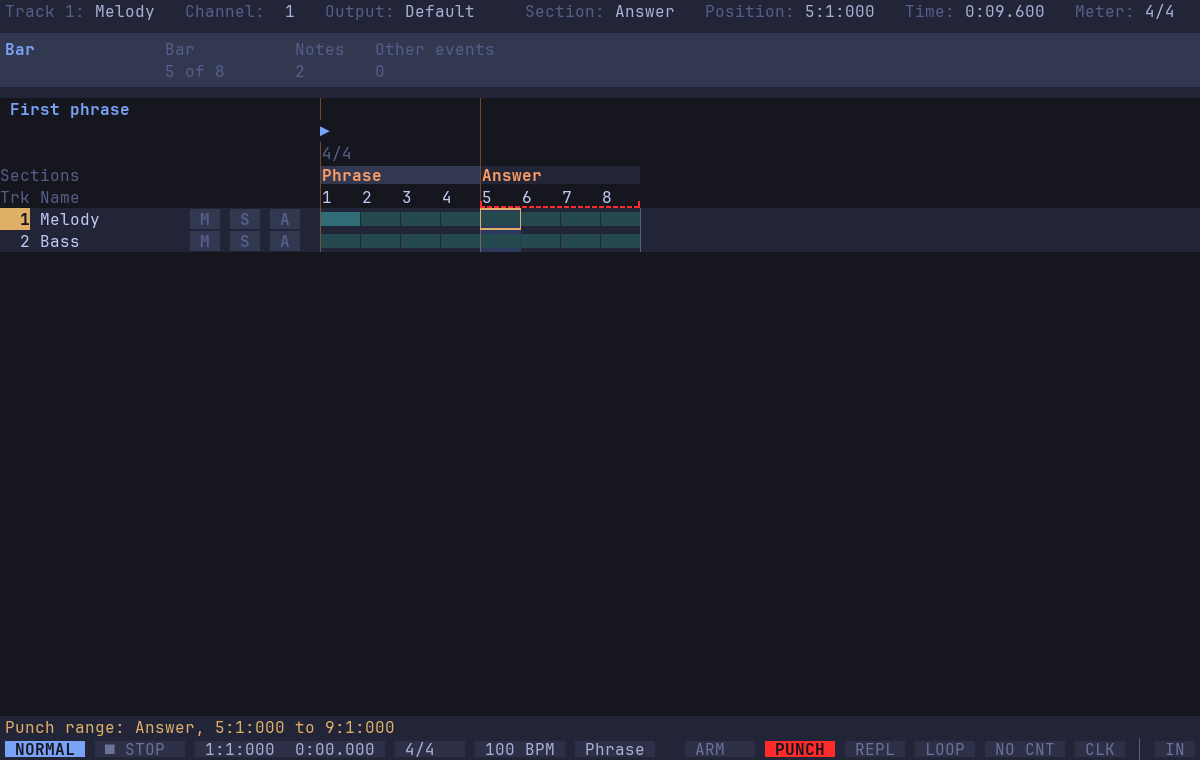 Track 1: Melody Channel: 1 Output: Default Section: Answer Position: 5:1:000 Time: 0:09.600 Meter: 4/4
Bar Bar Notes Other events
5 of 8 2 0
First phrase
4/4
Sections Phrase Answer
Trk Name 1 2 3 4 5 6 7 8
1 Melody M S A
2 Bass M S A
Punch range: Answer, 5:1:000 to 9:1:000
NORMAL STOP 1:1:000 0:00.000 4/4 100 BPM Phrase ARM PUNCH REPL LOOP NO CNT CLK IN